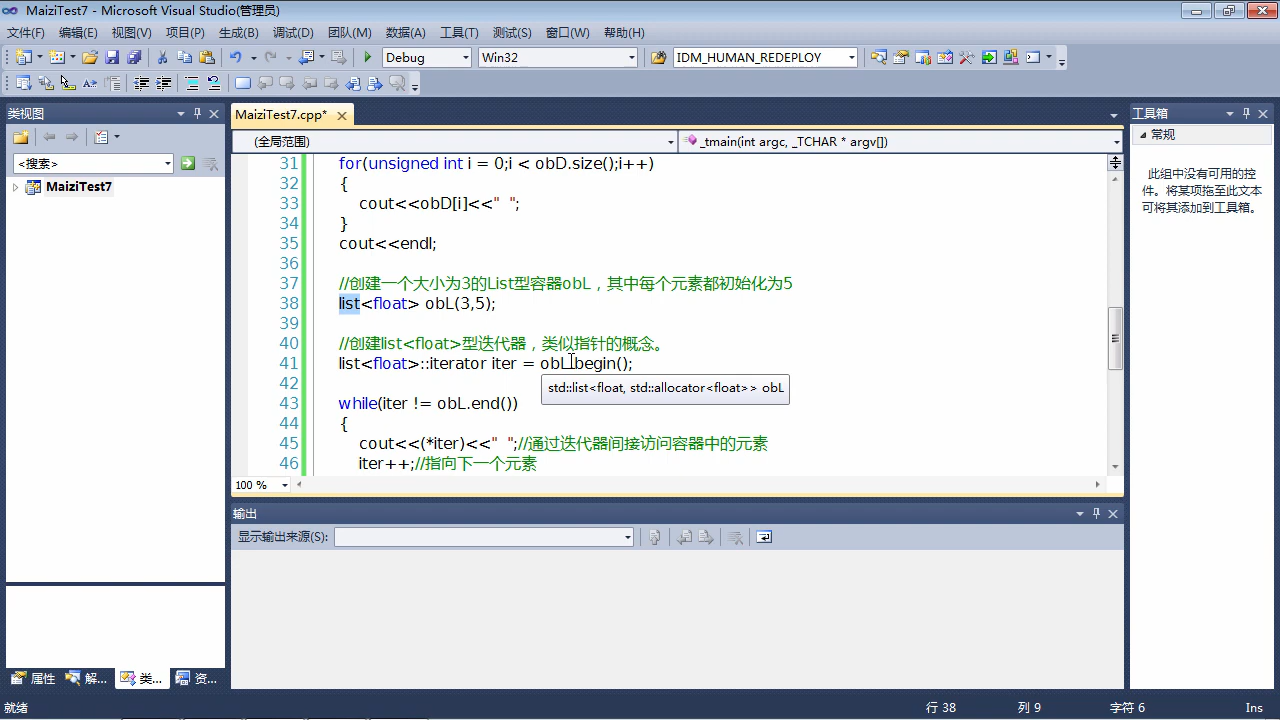 MaiziTest7 - Microsoft Visual Studio(管理员)
文件(F) 编辑(E) 视图(V) 项目(P) 生成(B) 调试(D) 团队(M) 数据(A) 工具(T) 测试(S) 窗口(W) 帮助(H)
Debug Win32 IDM_HUMAN_REDEPLOY
类视图
<搜索>
MaiziTest7
MaiziTest7.cpp*
(全局范围) _tmain(int argc, _TCHAR * argv[])
31 for(unsigned int i = 0;i < obD.size();i++)
32 {
33 cout<<obD[i]<<"  ";
34 }
35 cout<<endl;
36
37 //创建一个大小为3的List型容器obL，其中每个元素都初始化为5
38 list<float> obL(3,5);
39
40 //创建list<float>型迭代器，类似指针的概念。
41 list<float>::iterator iter = obL.begin();
42
std::list<float, std::allocator<float>> obL
43 while(iter != obL.end())
44 {
45 cout<<(*iter)<<"  ";//通过迭代器间接访问容器中的元素
46 iter++;//指向下一个元素
100 %
输出
显示输出来源(S):
工具箱
常规
此组中没有可用的控
件。将某项拖至此文本
可将其添加到工具箱。
属性 解... 类... 资...
就绪 行 38 列 9 字符 6 Ins